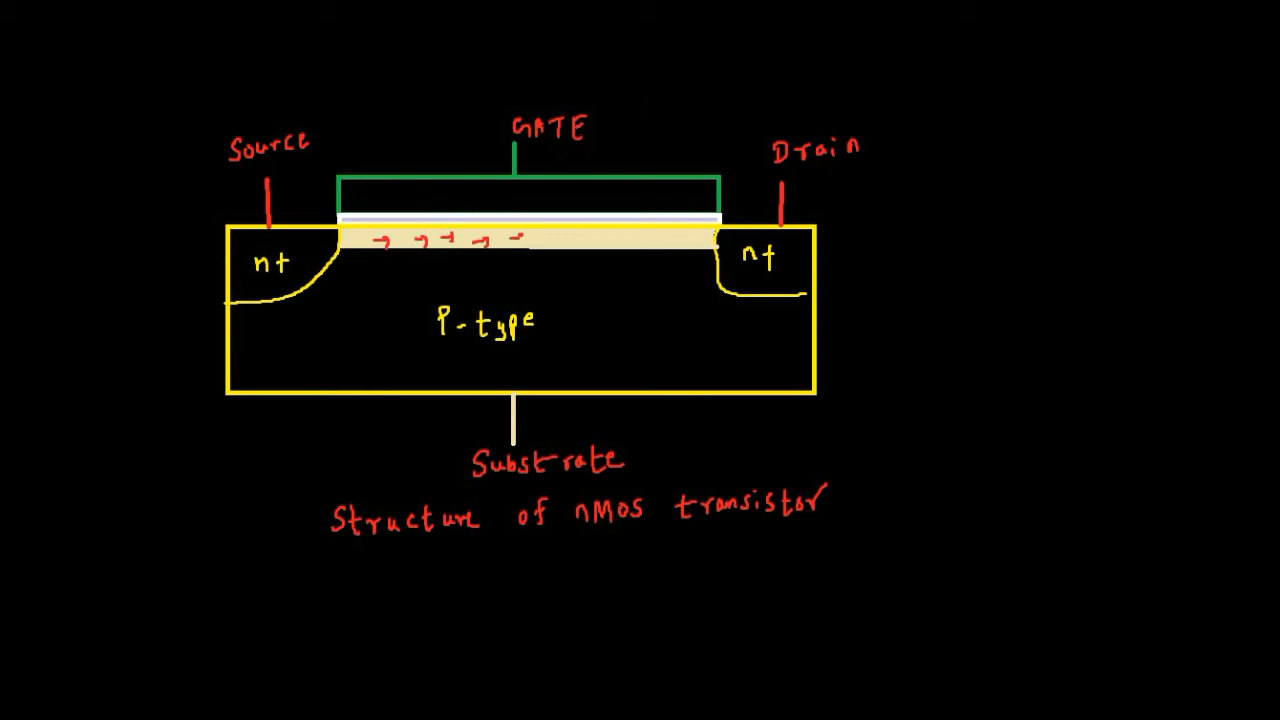 GATE
Source
Drain
n+
n+
P-type
Substrate
Structure of nMOS transistor